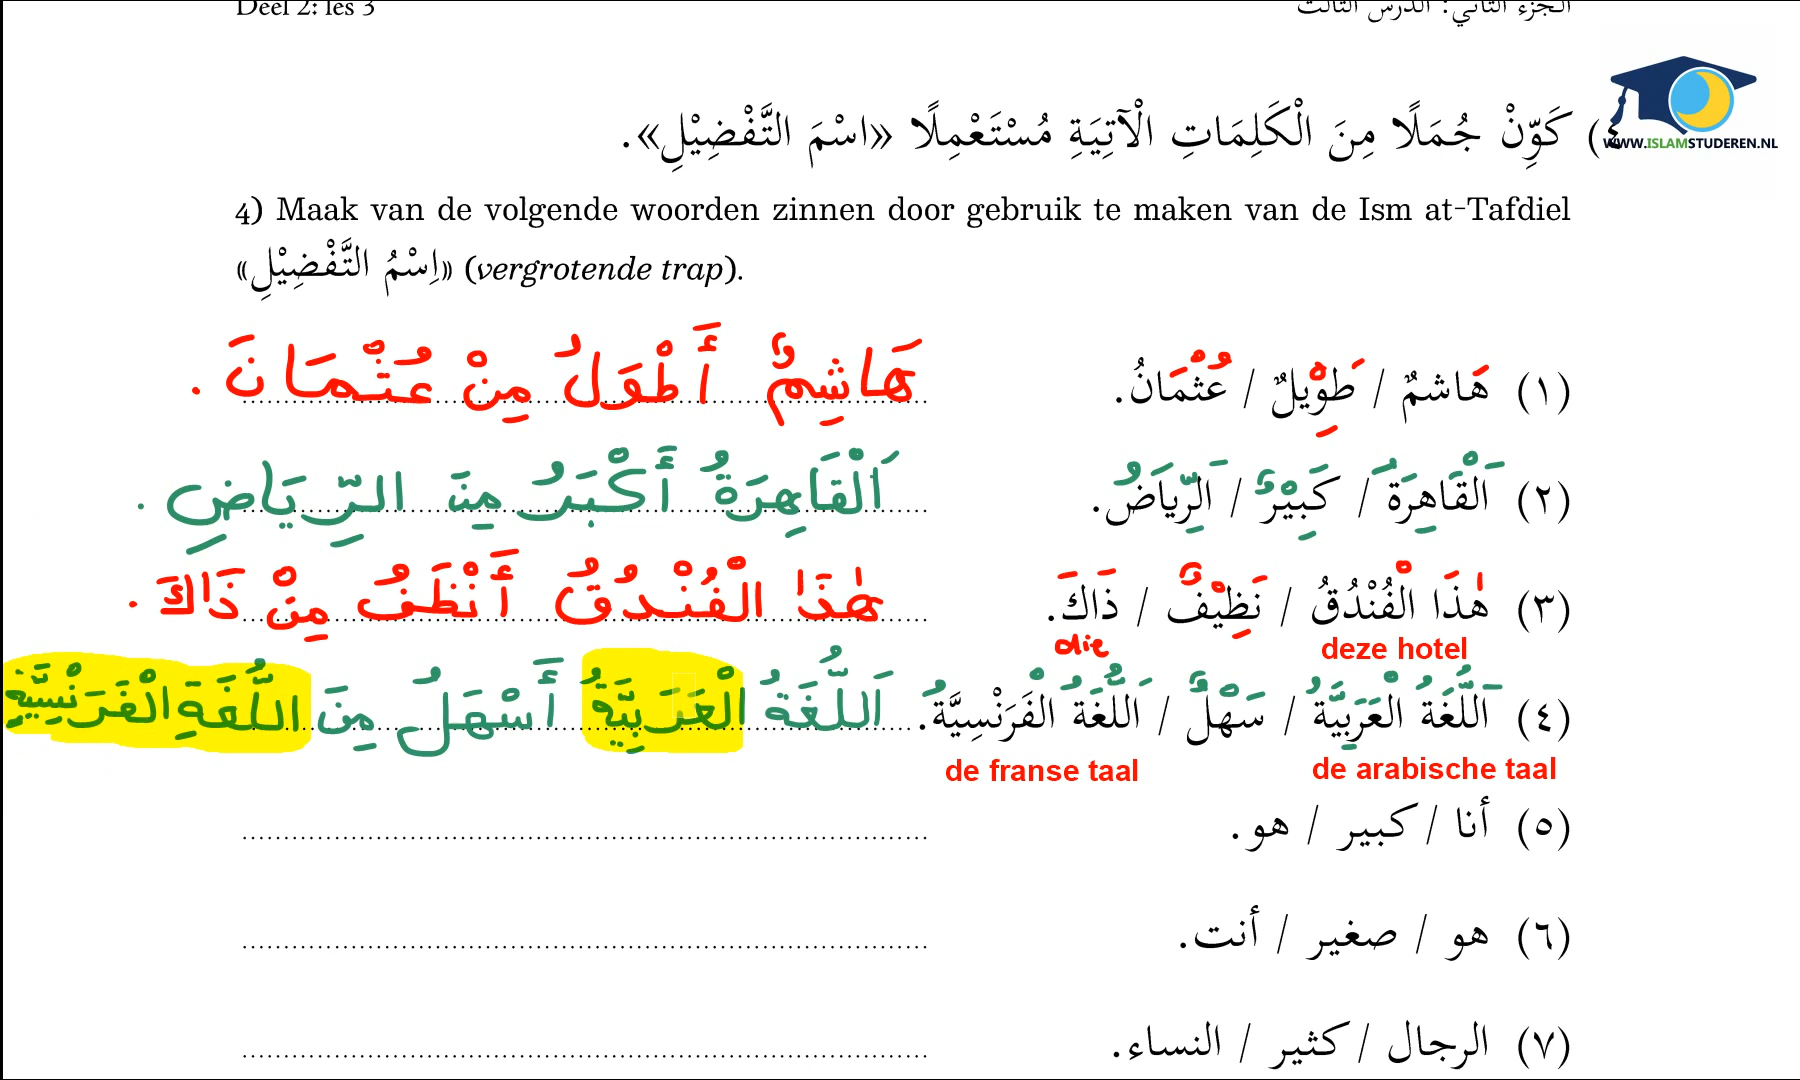 Deel 2: les 3 الجزء الثاني: الدرس الثالث
WWW.ISLAMSTUDEREN.NL
٤) كَوِّنْ جُمَلًا مِنَ الْكَلِمَاتِ الْآتِيَةِ مُسْتَعْمِلًا «اسْمَ التَّفْضِيْلِ».
4) Maak van de volgende woorden zinnen door gebruik te maken van de Ism at-Tafdiel
«اِسْمُ التَّفْضِيْلِ» (vergrotende trap).
(١) هَاشمٌ / طَوِيْلٌ / عُثْمَانُ. هَاشِمٌ أَطْوَلُ مِنْ عُثْمَانَ.
(٢) اَلْقَاهِرَةُ / كَبِيْرٌ / اَلرِّيَاضُ. اَلْقَاهِرَةُ أَكْبَرُ مِنَ الرِّيَاضِ.
(٣) هٰذَا الْفُنْدُقُ / نَظِيْفٌ / ذَاكَ. هٰذَا الْفُنْدُقُ أَنْظَفُ مِنْ ذَاكَ.
die deze hotel
(٤) اَللُّغَةُ الْعَرَبِيَّةُ / سَهْلٌ / اَللُّغَةُ الْفَرَنْسِيَّةُ. اَللُّغَةُ الْعَرَبِيَّةُ أَسْهَلُ مِنَ اللُّغَةِ الْفَرَنْسِيَّةِ
de franse taal de arabische taal
(٥) أنا / كبير / هو.
(٦) هو / صغير / أنت.
(٧) الرجال / كثير / النساء.